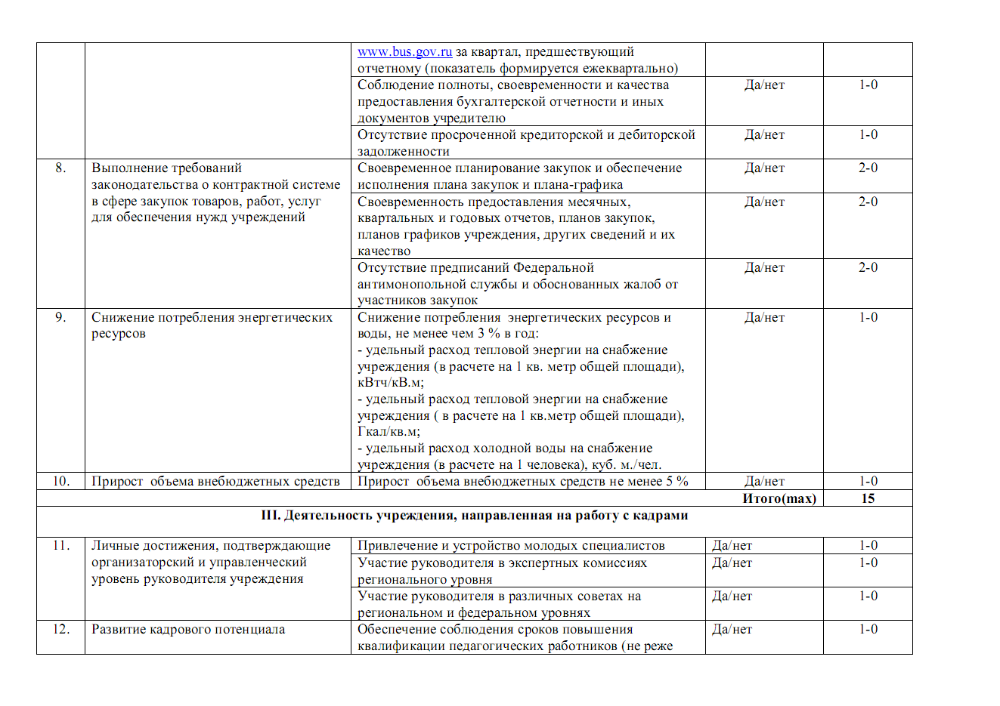 www.bus.gov.ru за квартал, предшествующий
отчетному (показатель формируется ежеквартально)
Соблюдение полноты, своевременности и качества
предоставления бухгалтерской отчетности и иных
документов учредителю
Да/нет
1-0
Отсутствие просроченной кредиторской и дебиторской
задолженности
Да/нет
1-0
8.
Выполнение требований
законодательства о контрактной системе
в сфере закупок товаров, работ, услуг
для обеспечения нужд учреждений
Своевременное планирование закупок и обеспечение
исполнения плана закупок и плана-графика
Да/нет
2-0
Своевременность предоставления месячных,
квартальных и годовых отчетов, планов закупок,
планов графиков учреждения, других сведений и их
качество
Да/нет
2-0
Отсутствие предписаний Федеральной
антимонопольной службы и обоснованных жалоб от
участников закупок
Да/нет
2-0
9.
Снижение потребления энергетических
ресурсов
Снижение потребления  энергетических ресурсов и
воды, не менее чем 3 % в год:
- удельный расход тепловой энергии на снабжение
учреждения (в расчете на 1 кв. метр общей площади),
кВтч/кВ.м;
- удельный расход тепловой энергии на снабжение
учреждения ( в расчете на 1 кв.метр общей площади),
Гкал/кв.м;
- удельный расход холодной воды на снабжение
учреждения (в расчете на 1 человека), куб. м./чел.
Да/нет
1-0
10.
Прирост  объема внебюджетных средств
Прирост  объема внебюджетных средств не менее 5 %
Да/нет
1-0
Итого(max)
15
III. Деятельность учреждения, направленная на работу с кадрами
11.
Личные достижения, подтверждающие
организаторский и управленческий
уровень руководителя учреждения
Привлечение и устройство молодых специалистов
Да/нет
1-0
Участие руководителя в экспертных комиссиях
регионального уровня
Да/нет
1-0
Участие руководителя в различных советах на
региональном и федеральном уровнях
Да/нет
1-0
12.
Развитие кадрового потенциала
Обеспечение соблюдения сроков повышения
квалификации педагогических работников (не реже
Да/нет
1-0